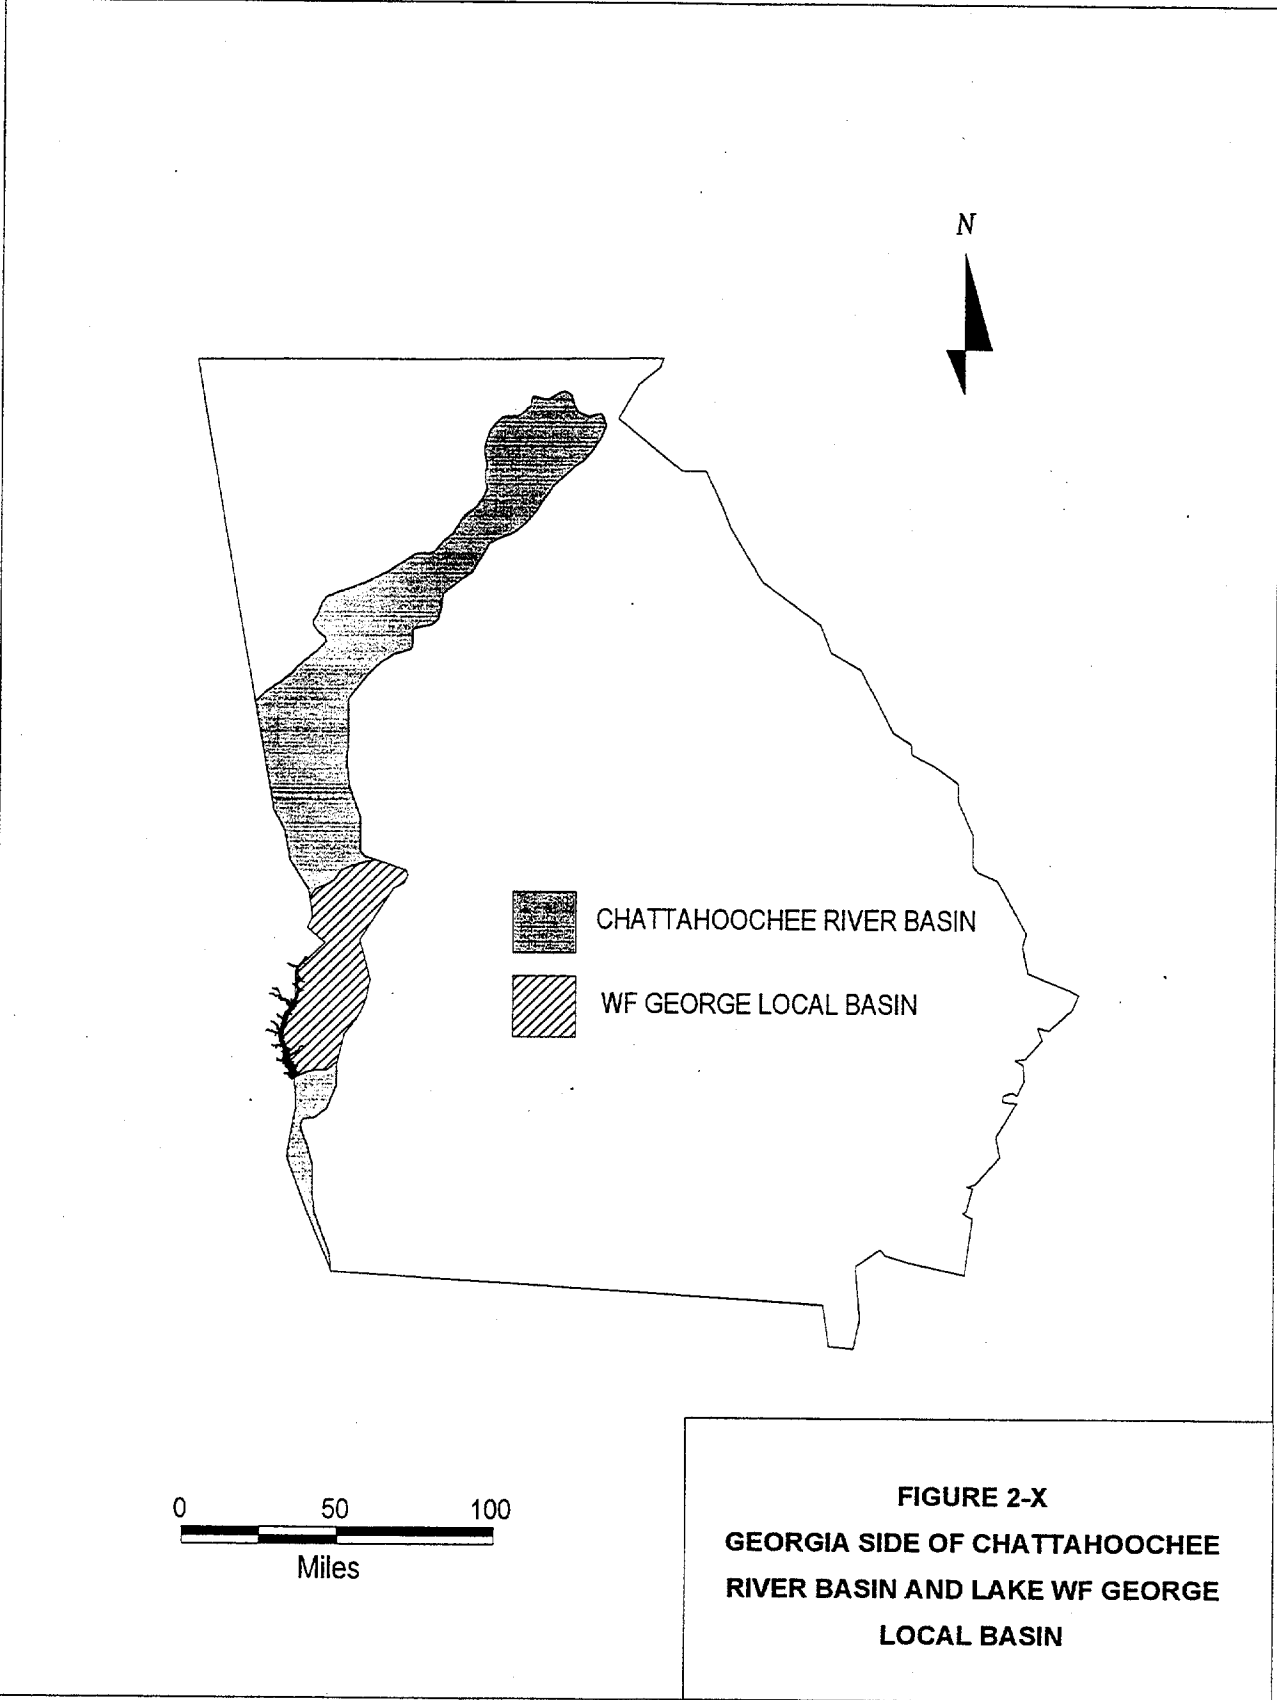 N
CHATTAHOOCHEE RIVER BASIN
WF GEORGE LOCAL BASIN
0 50 100
Miles
FIGURE 2-X
GEORGIA SIDE OF CHATTAHOOCHEE
RIVER BASIN AND LAKE WF GEORGE
LOCAL BASIN